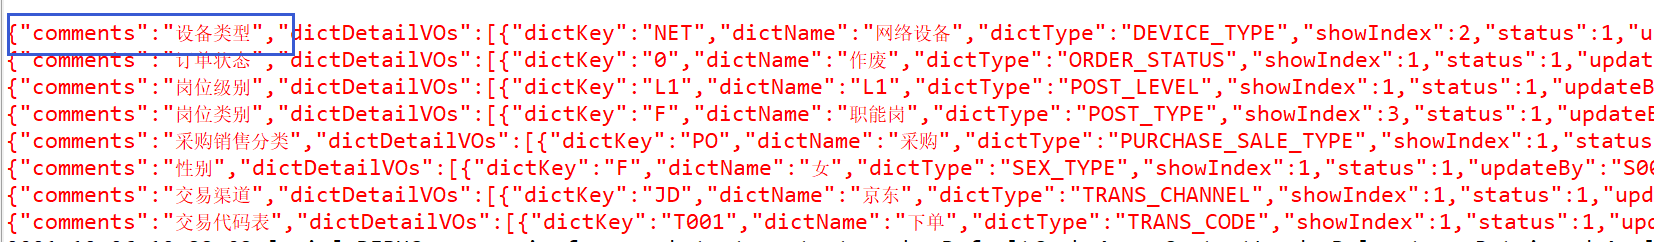 {"comments":"设备类型","dictDetailVOs":[{"dictKey":"NET","dictName":"网络设备","dictType":"DEVICE_TYPE","showIndex":2,"status":1,"u
{"comments":"订单状态","dictDetailVOs":[{"dictKey":"0","dictName":"作废","dictType":"ORDER_STATUS","showIndex":1,"status":1,"updat
{"comments":"岗位级别","dictDetailVOs":[{"dictKey":"L1","dictName":"L1","dictType":"POST_LEVEL","showIndex":1,"status":1,"updateB
{"comments":"岗位类别","dictDetailVOs":[{"dictKey":"F","dictName":"职能岗","dictType":"POST_TYPE","showIndex":3,"status":1,"updateB
{"comments":"采购销售分类","dictDetailVOs":[{"dictKey":"PO","dictName":"采购","dictType":"PURCHASE_SALE_TYPE","showIndex":1,"status
{"comments":"性别","dictDetailVOs":[{"dictKey":"F","dictName":"女","dictType":"SEX_TYPE","showIndex":1,"status":1,"updateBy":"S00
{"comments":"交易渠道","dictDetailVOs":[{"dictKey":"JD","dictName":"京东","dictType":"TRANS_CHANNEL","showIndex":1,"status":1,"upd
{"comments":"交易代码表","dictDetailVOs":[{"dictKey":"T001","dictName":"下单","dictType":"TRANS_CODE","showIndex":1,"status":1,"up